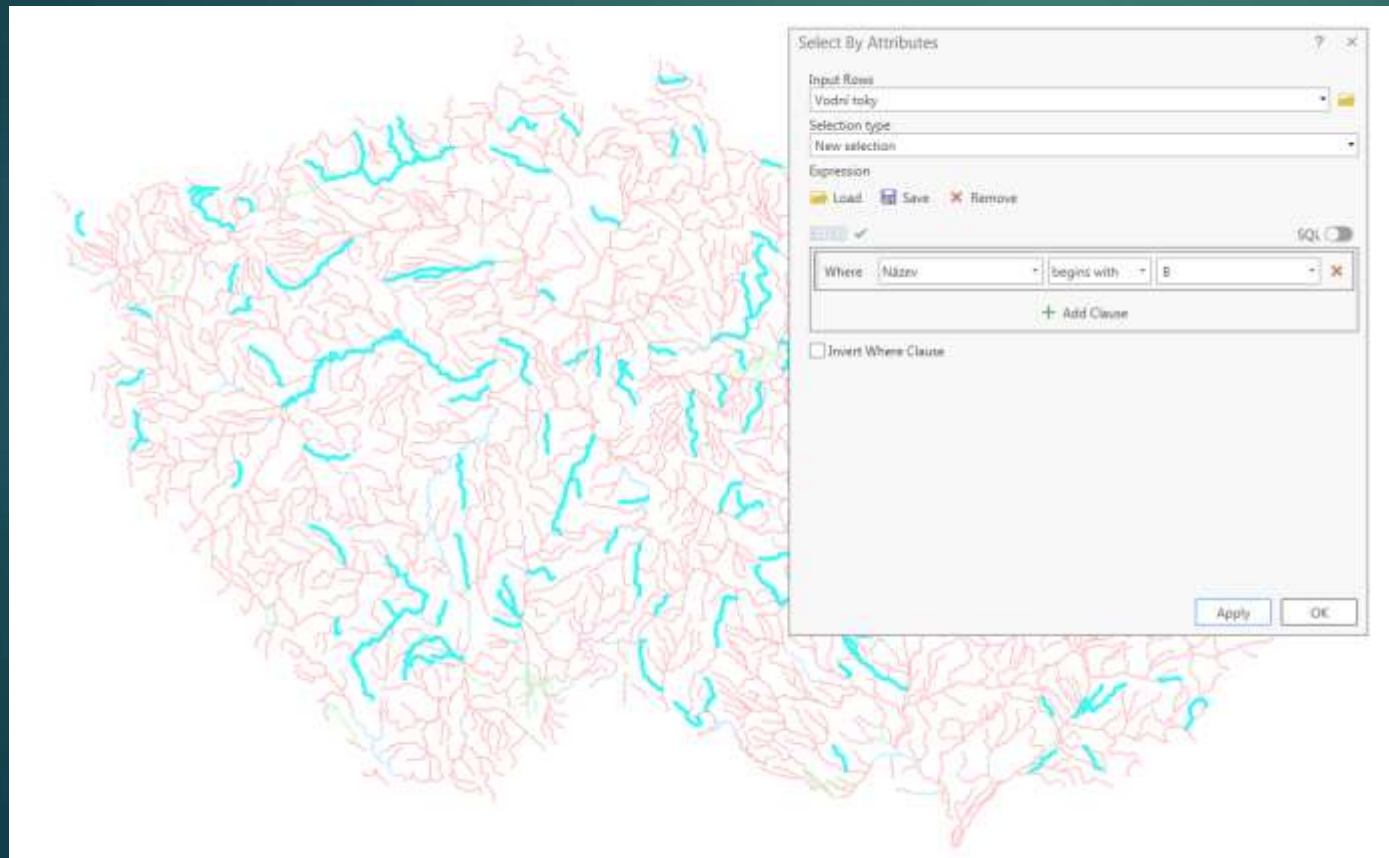 Select By Attributes ? ×
Input Rows
Vodní toky
Selection type
New selection
Expression
Load Save Remove
SQL
Where Název begins with B
+ Add Clause
Invert Where Clause
Apply OK